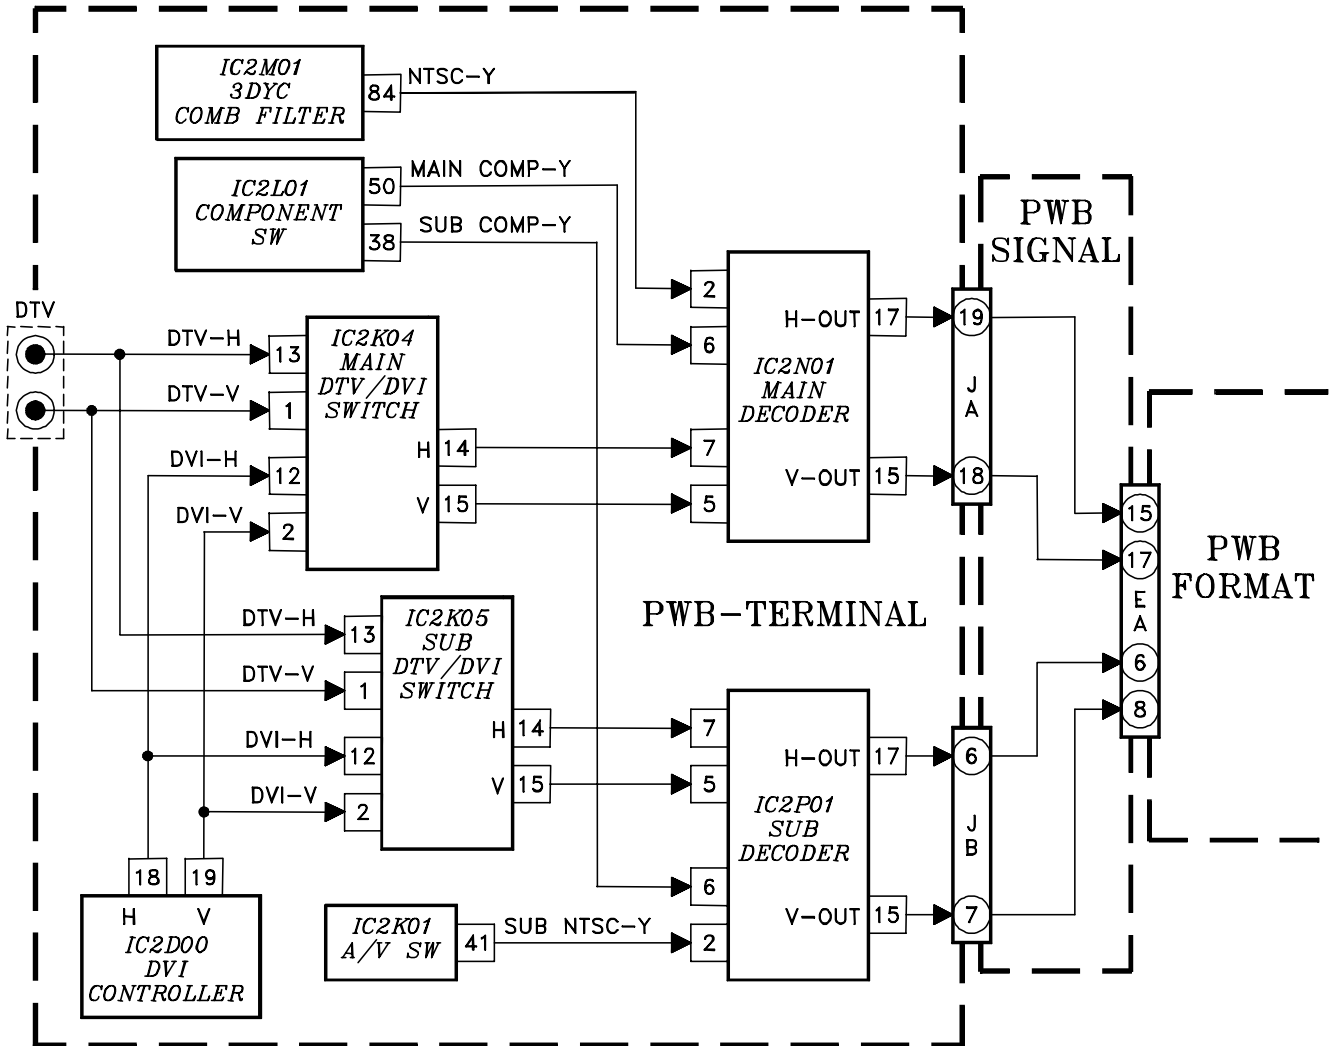 IC2M01
3DYC
COMB FILTER
84
NTSC-Y
IC2L01
COMPONENT
SW
50
MAIN COMP-Y
38
SUB COMP-Y
PWB
SIGNAL
DTV
DTV-H
13
DTV-V
1
DVI-H
12
DVI-V
2
IC2K04
MAIN
DTV/DVI
SWITCH
H
14
V
15
2
6
7
5
H-OUT
17
IC2N01
MAIN
DECODER
V-OUT
15
19
J
A
18
15
17
E
A
6
8
PWB
FORMAT
PWB-TERMINAL
DTV-H
13
DTV-V
1
DVI-H
12
DVI-V
2
IC2K05
SUB
DTV/DVI
SWITCH
H
14
V
15
7
5
6
2
H-OUT
17
IC2P01
SUB
DECODER
V-OUT
15
6
J
B
7
18
19
H
V
IC2D00
DVI
CONTROLLER
IC2K01
A/V SW
41
SUB NTSC-Y